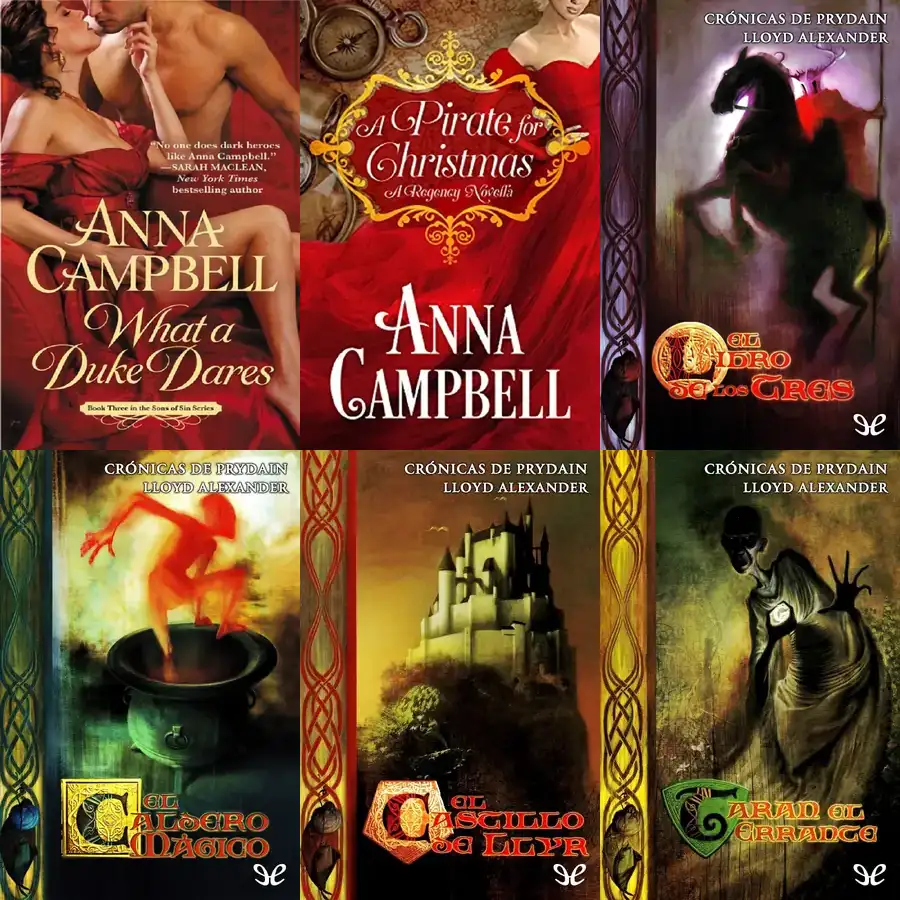 "No one does dark heroes
like Anna Campbell."
—SARAH MACLEAN,
New York Times
bestselling author
ANNA
CAMPBELL
What a
Duke Dares
Book Three in the Sons of Sin Series
A Pirate for
Christmas
A Regency Novella
ANNA
CAMPBELL
CRÓNICAS DE PRYDAIN
LLOYD ALEXANDER
EL
LIBRO
DE LOS TRES
CRÓNICAS DE PRYDAIN
LLOYD ALEXANDER
EL
CALDERO
MÁGICO
CRÓNICAS DE PRYDAIN
LLOYD ALEXANDER
EL
CASTILLO
DE LLYR
CRÓNICAS DE PRYDAIN
LLOYD ALEXANDER
TARAN EL
ERRANTE